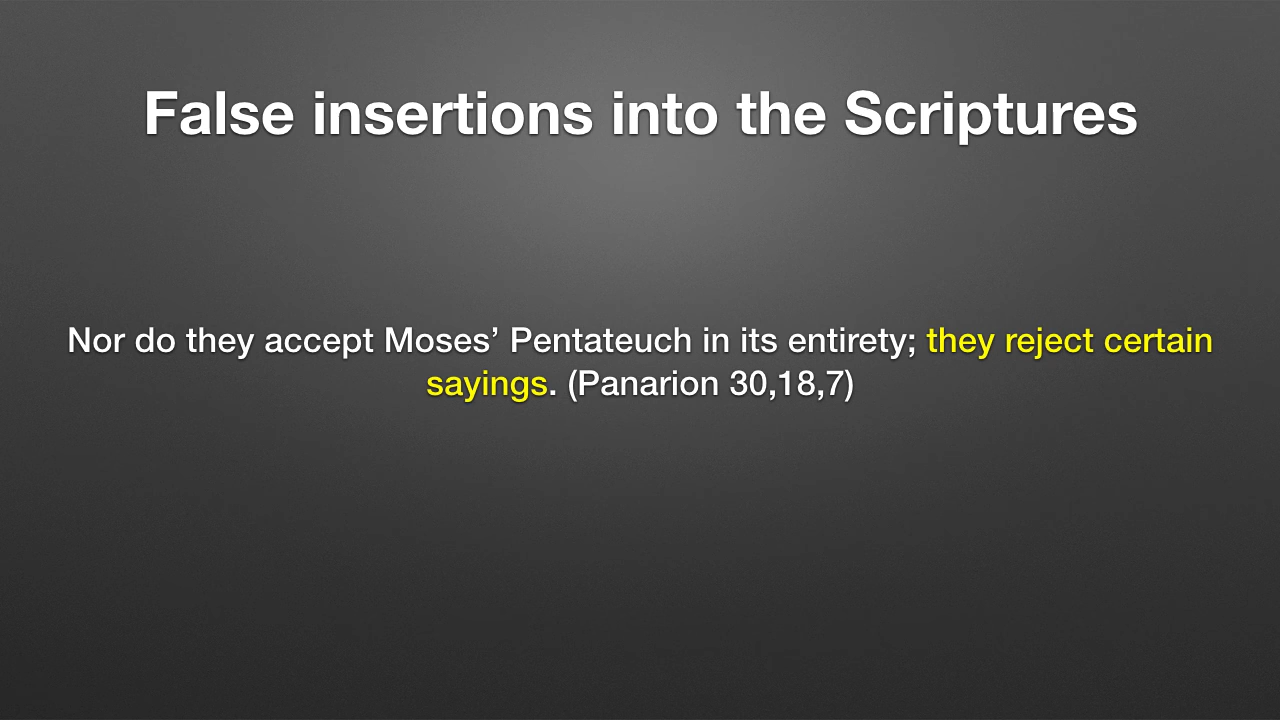 False insertions into the Scriptures
Nor do they accept Moses’ Pentateuch in its entirety; they reject certain
sayings. (Panarion 30,18,7)